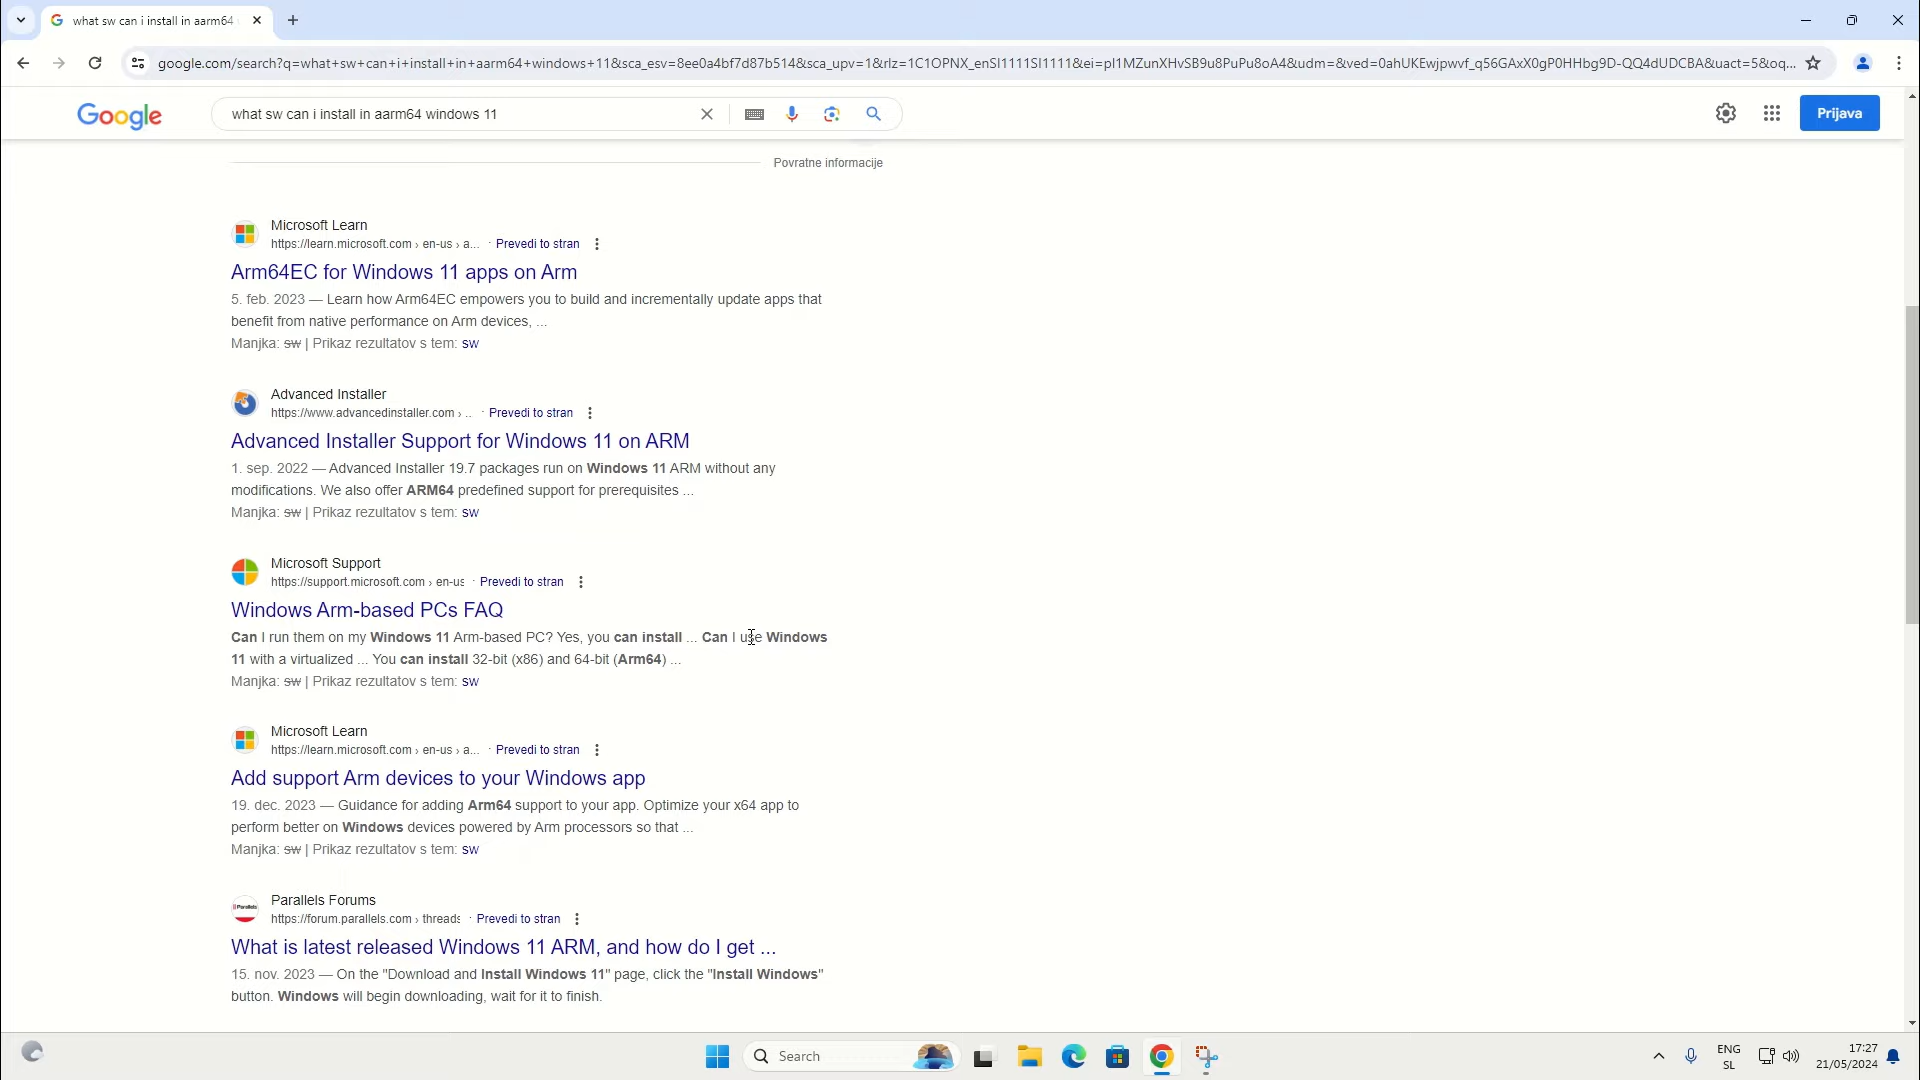 what sw can i install in aarm64
google.com/search?q=what+sw+can+i+install+in+aarm64+windows+11&sca_esv=8ee0a4bf7d87b514&sca_upv=1&rlz=1C1OPNX_enSI1111SI1111&ei=pI1MZunXHvSB9u8PuPu8oA4&udm=&ved=0ahUKEwjpwvf_q56GAxX0gP0HHbg9D-QQ4dUDCBA&uact=5&oq...
Google
what sw can i install in aarm64 windows 11
Prijava
Povratne informacije
Microsoft Learn
https://learn.microsoft.com › en-us › a... · Prevedi to stran
Arm64EC for Windows 11 apps on Arm
5. feb. 2023 — Learn how Arm64EC empowers you to build and incrementally update apps that
benefit from native performance on Arm devices, ...
Manjka: sw | Prikaz rezultatov s tem: sw
Advanced Installer
https://www.advancedinstaller.com › .. · Prevedi to stran
Advanced Installer Support for Windows 11 on ARM
1. sep. 2022 — Advanced Installer 19.7 packages run on Windows 11 ARM without any
modifications. We also offer ARM64 predefined support for prerequisites ...
Manjka: sw | Prikaz rezultatov s tem: sw
Microsoft Support
https://support.microsoft.com › en-us · Prevedi to stran
Windows Arm-based PCs FAQ
Can I run them on my Windows 11 Arm-based PC? Yes, you can install ... Can I use Windows
11 with a virtualized ... You can install 32-bit (x86) and 64-bit (Arm64) ...
Manjka: sw | Prikaz rezultatov s tem: sw
Microsoft Learn
https://learn.microsoft.com › en-us › a... · Prevedi to stran
Add support Arm devices to your Windows app
19. dec. 2023 — Guidance for adding Arm64 support to your app. Optimize your x64 app to
perform better on Windows devices powered by Arm processors so that ...
Manjka: sw | Prikaz rezultatov s tem: sw
Parallels Forums
https://forum.parallels.com › threads · Prevedi to stran
What is latest released Windows 11 ARM, and how do I get ...
15. nov. 2023 — On the "Download and Install Windows 11" page, click the "Install Windows"
button. Windows will begin downloading, wait for it to finish.
Search
ENG
SL
17:27
21/05/2024